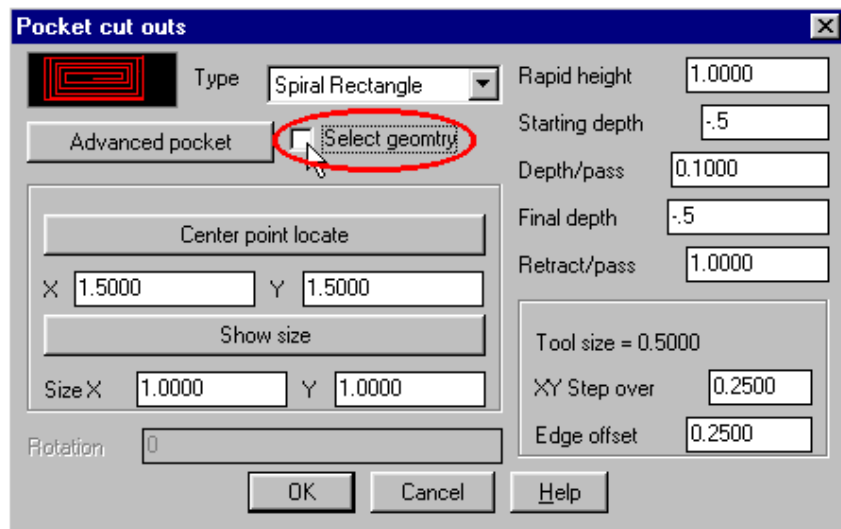 Pocket cut outs
Type
Spiral Rectangle
Advanced pocket
Select geomtry
Center point locate
X 1.5000 Y 1.5000
Show size
Size X 1.0000 Y 1.0000
Rotation 0
Rapid height 1.0000
Starting depth -.5
Depth/pass 0.1000
Final depth -.5
Retract/pass 1.0000
Tool size = 0.5000
XY Step over 0.2500
Edge offset 0.2500
OK Cancel Help